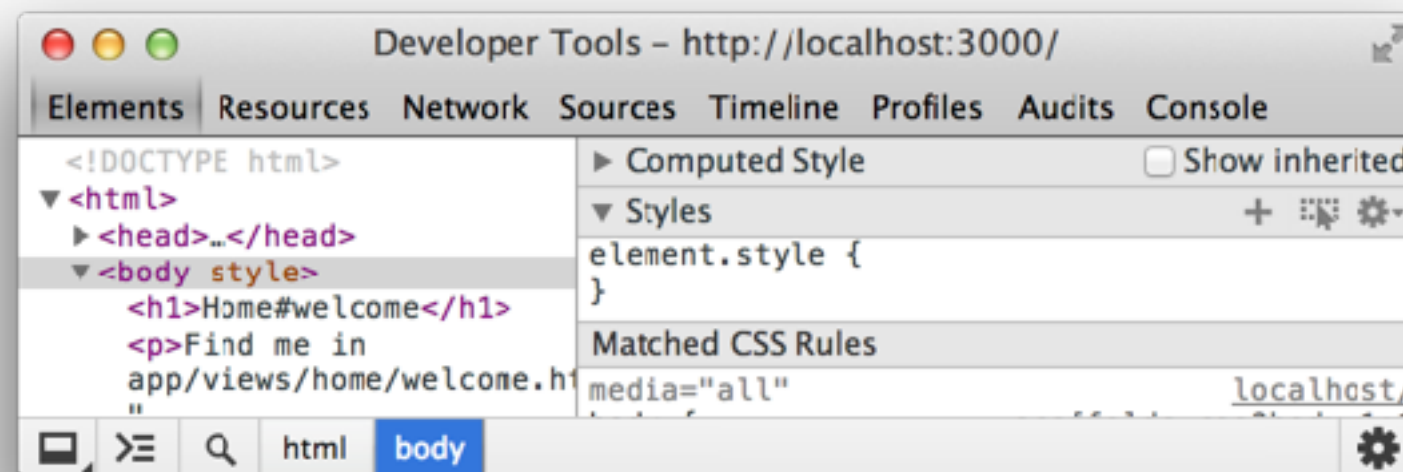 Developer Tools – http://localhost:3000/
Elements Resources Network Sources Timeline Profiles Audits Console
<!DOCTYPE html>
<html>
<head>…</head>
<body style>
<h1>Home#welcome</h1>
<p>Find me in
app/views/home/welcome.ht
"
Computed Style
Show inherited
Styles
element.style {
}
Matched CSS Rules
media="all"
localhost/
html body